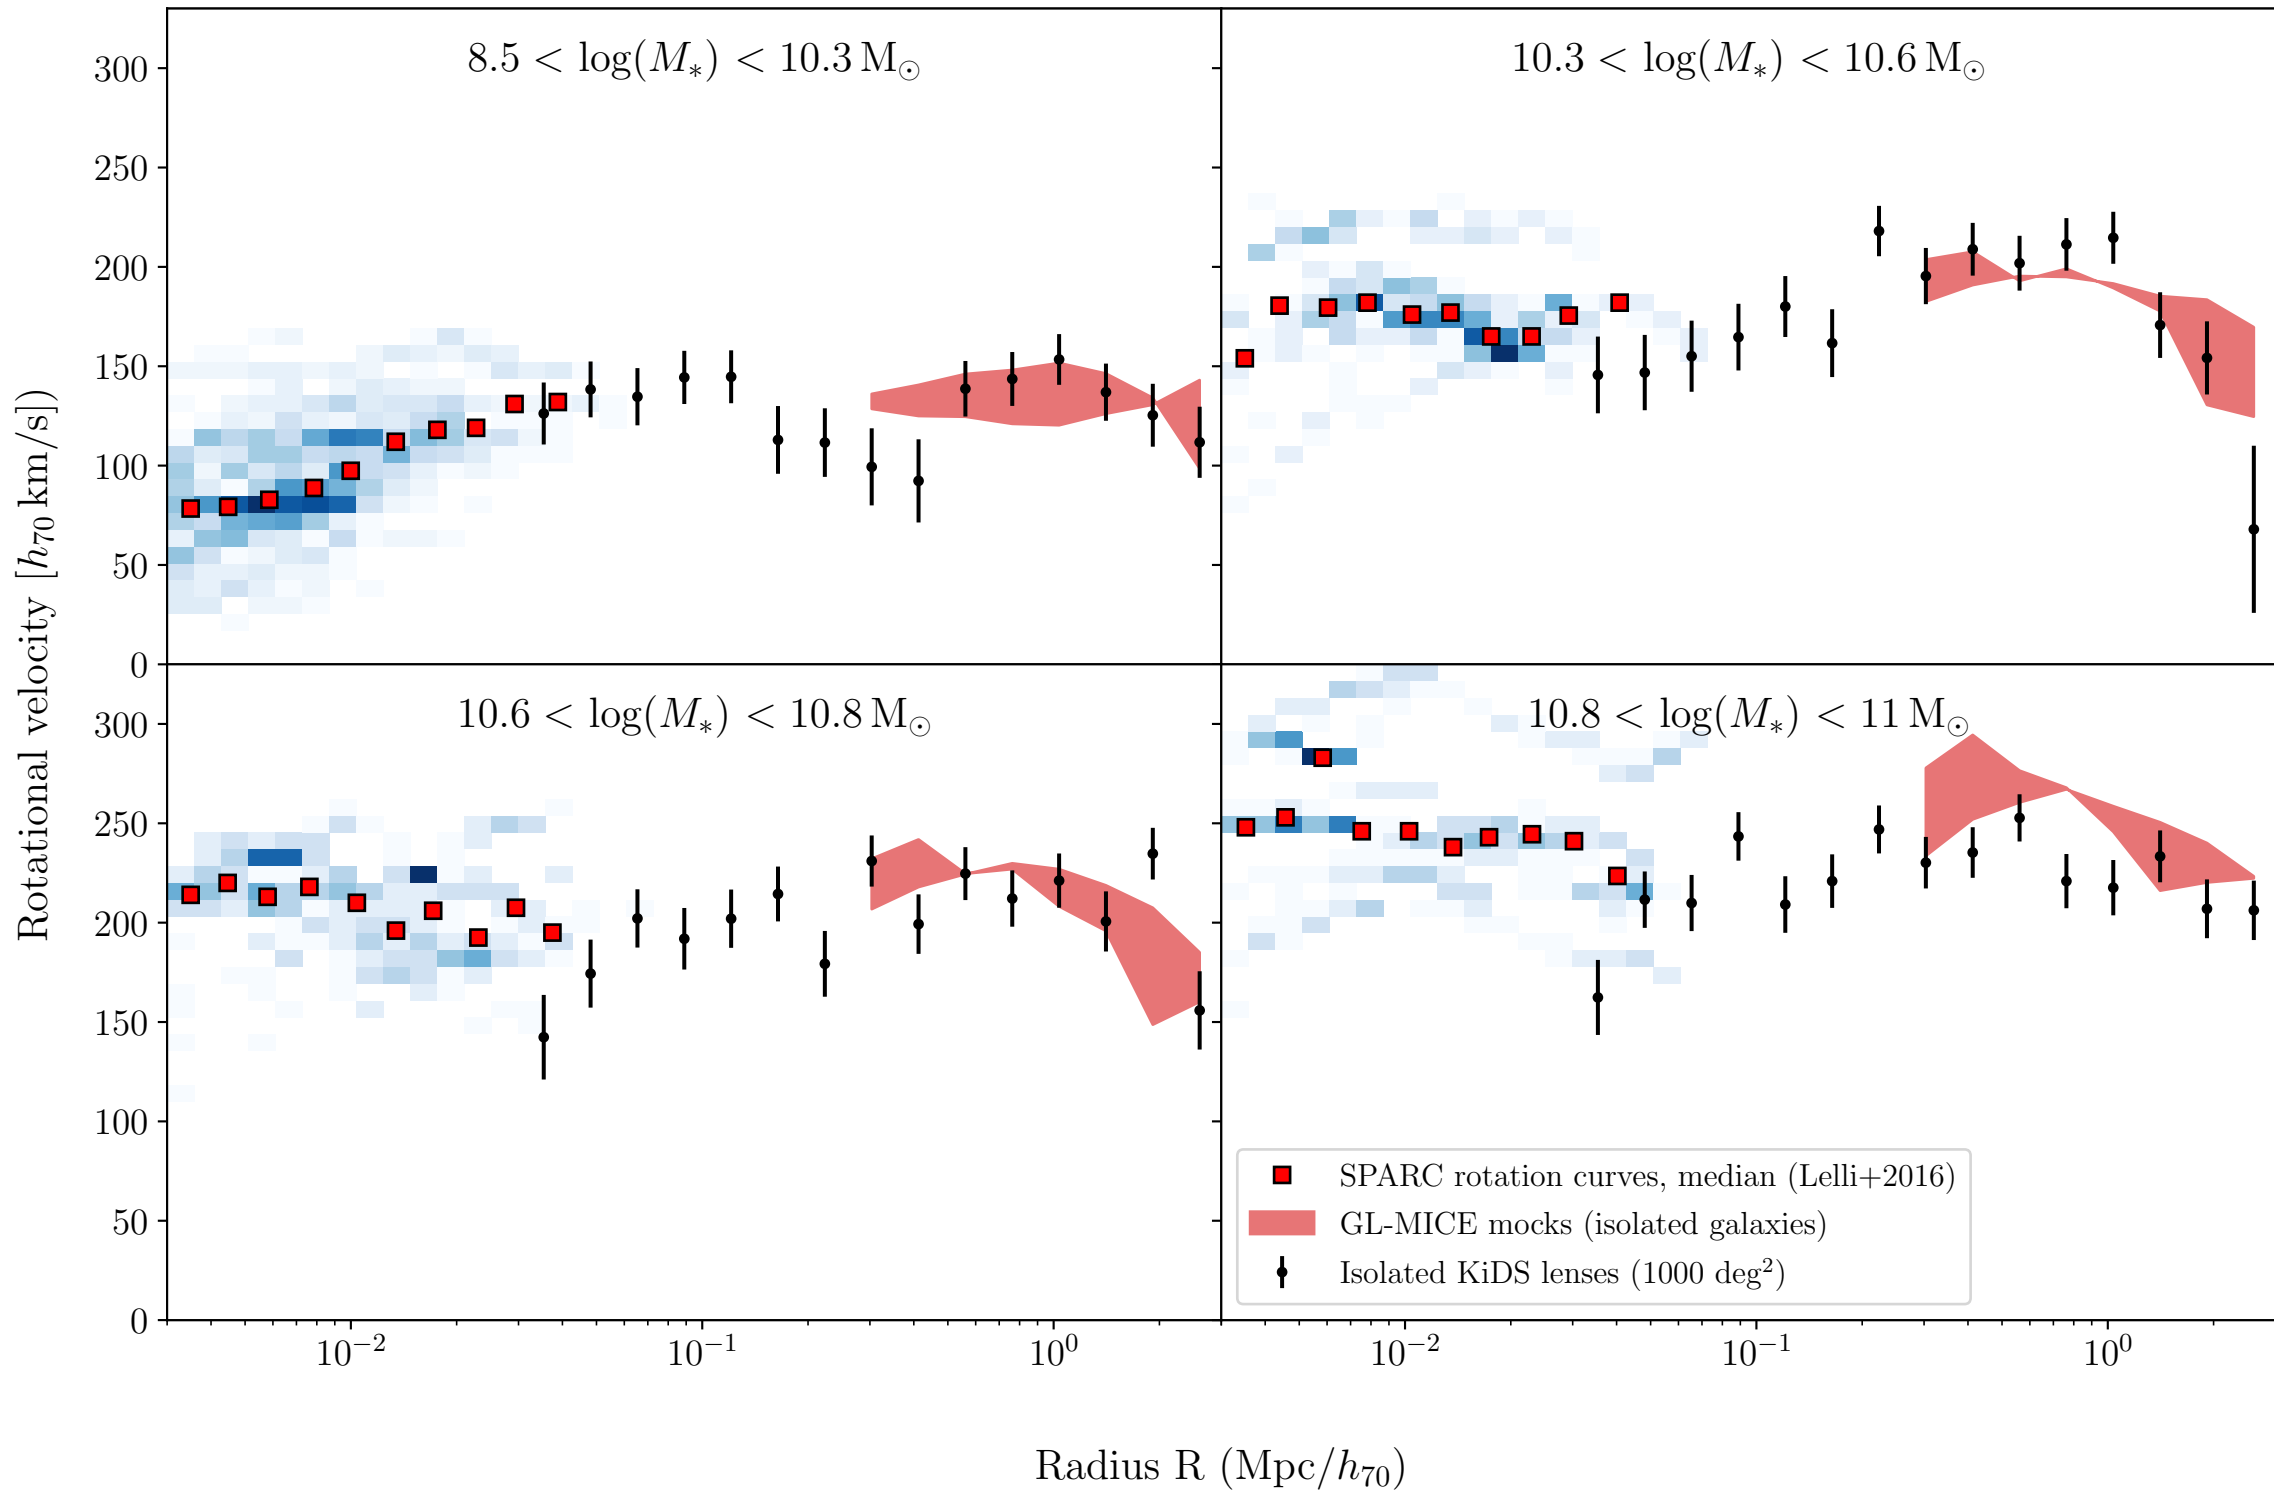 8.5 < log(M*) < 10.3 M⊙
10.3 < log(M*) < 10.6 M⊙
300
250
200
150
100
50
0
Rotational velocity [h70 km/s])
10.6 < log(M*) < 10.8 M⊙
10.8 < log(M*) < 11 M⊙
300
250
200
150
100
50
0
SPARC rotation curves, median (Lelli+2016)
GL-MICE mocks (isolated galaxies)
Isolated KiDS lenses (1000 deg²)
10⁻² 10⁻¹ 10⁰ 10⁻² 10⁻¹ 10⁰
Radius R (Mpc/h70)